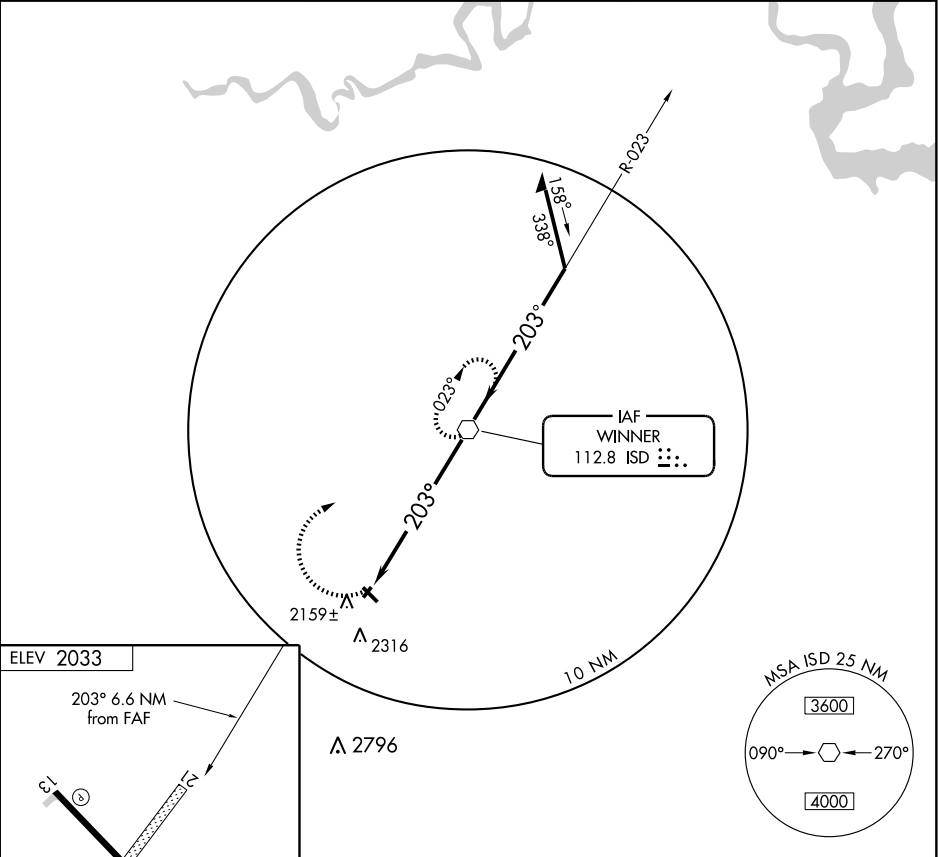 R-023
158°
338°
203°
023°
IAF
WINNER
112.8 ISD
203°
2159±
2316
10 NM
ELEV 2033
203° 6.6 NM
from FAF
2796
MSA ISD 25 NM
3600
090°
270°
4000
13
P
21